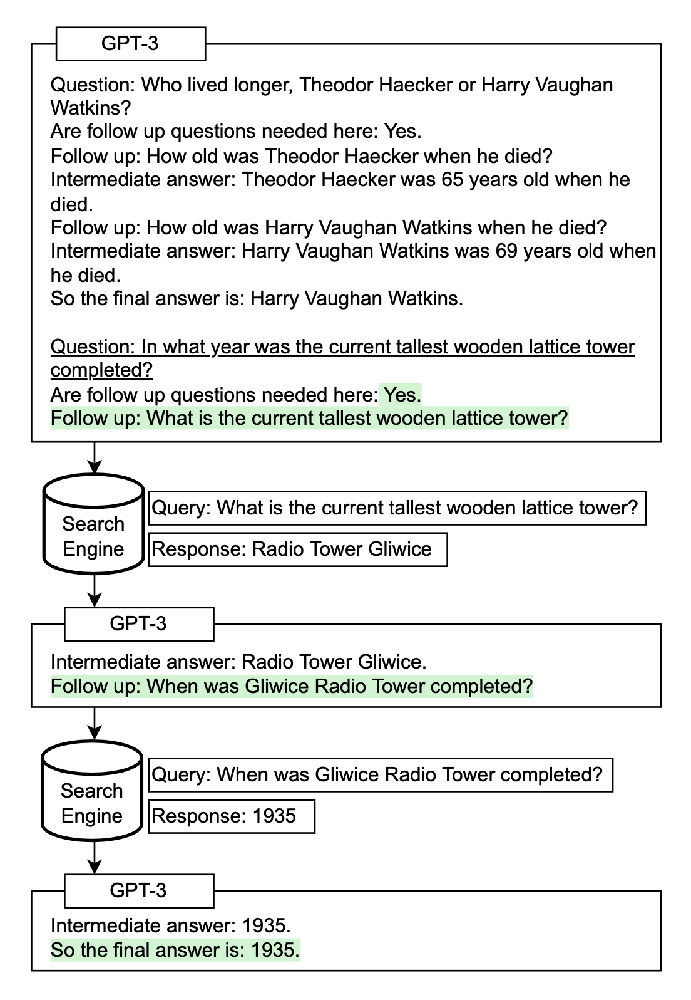 GPT-3
Question: Who lived longer, Theodor Haecker or Harry Vaughan
Watkins?
Are follow up questions needed here: Yes.
Follow up: How old was Theodor Haecker when he died?
Intermediate answer: Theodor Haecker was 65 years old when he
died.
Follow up: How old was Harry Vaughan Watkins when he died?
Intermediate answer: Harry Vaughan Watkins was 69 years old when
he died.
So the final answer is: Harry Vaughan Watkins.
Question: In what year was the current tallest wooden lattice tower
completed?
Are follow up questions needed here: Yes.
Follow up: What is the current tallest wooden lattice tower?
Search
Engine
Query: What is the current tallest wooden lattice tower?
Response: Radio Tower Gliwice
GPT-3
Intermediate answer: Radio Tower Gliwice.
Follow up: When was Gliwice Radio Tower completed?
Search
Engine
Query: When was Gliwice Radio Tower completed?
Response: 1935
GPT-3
Intermediate answer: 1935.
So the final answer is: 1935.